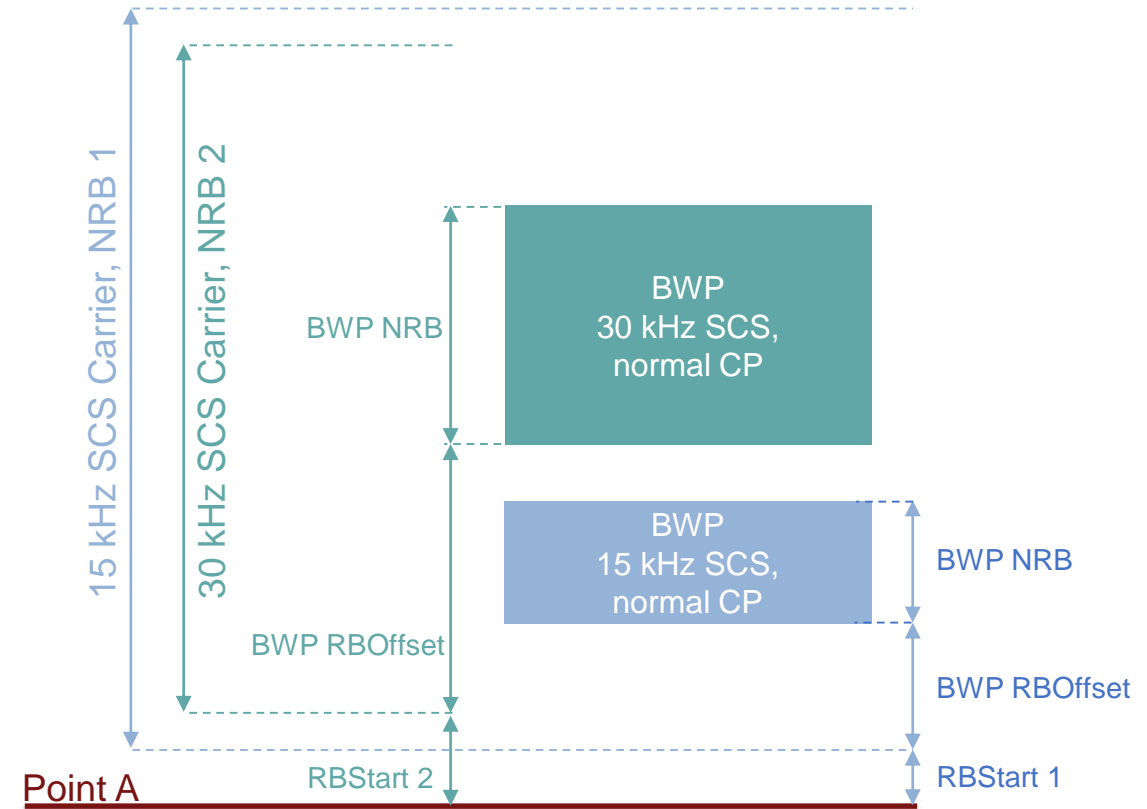 15 kHz SCS Carrier, NRB 1
30 kHz SCS Carrier, NRB 2
BWP NRB
BWP
30 kHz SCS,
normal CP
BWP
15 kHz SCS,
normal CP
BWP NRB
BWP RBOffset
BWP RBOffset
RBStart 2
RBStart 1
Point A